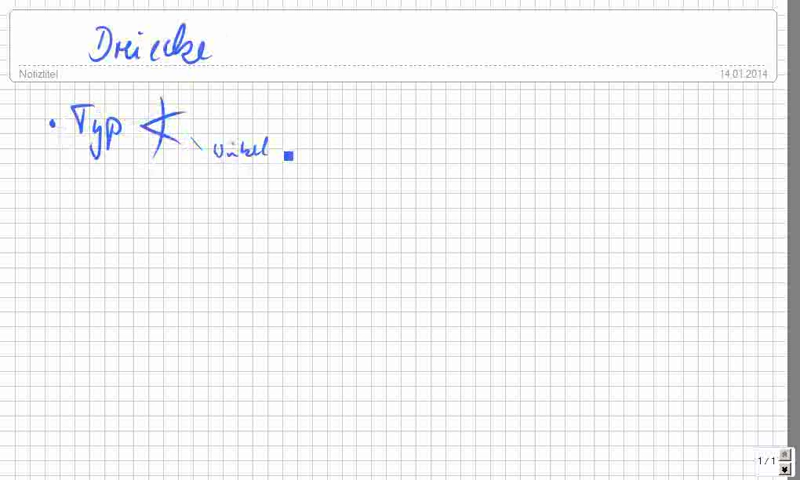 Dreiecke
Notiztitel
14.01.2014
• Typ ∢
Winkel
1 / 1